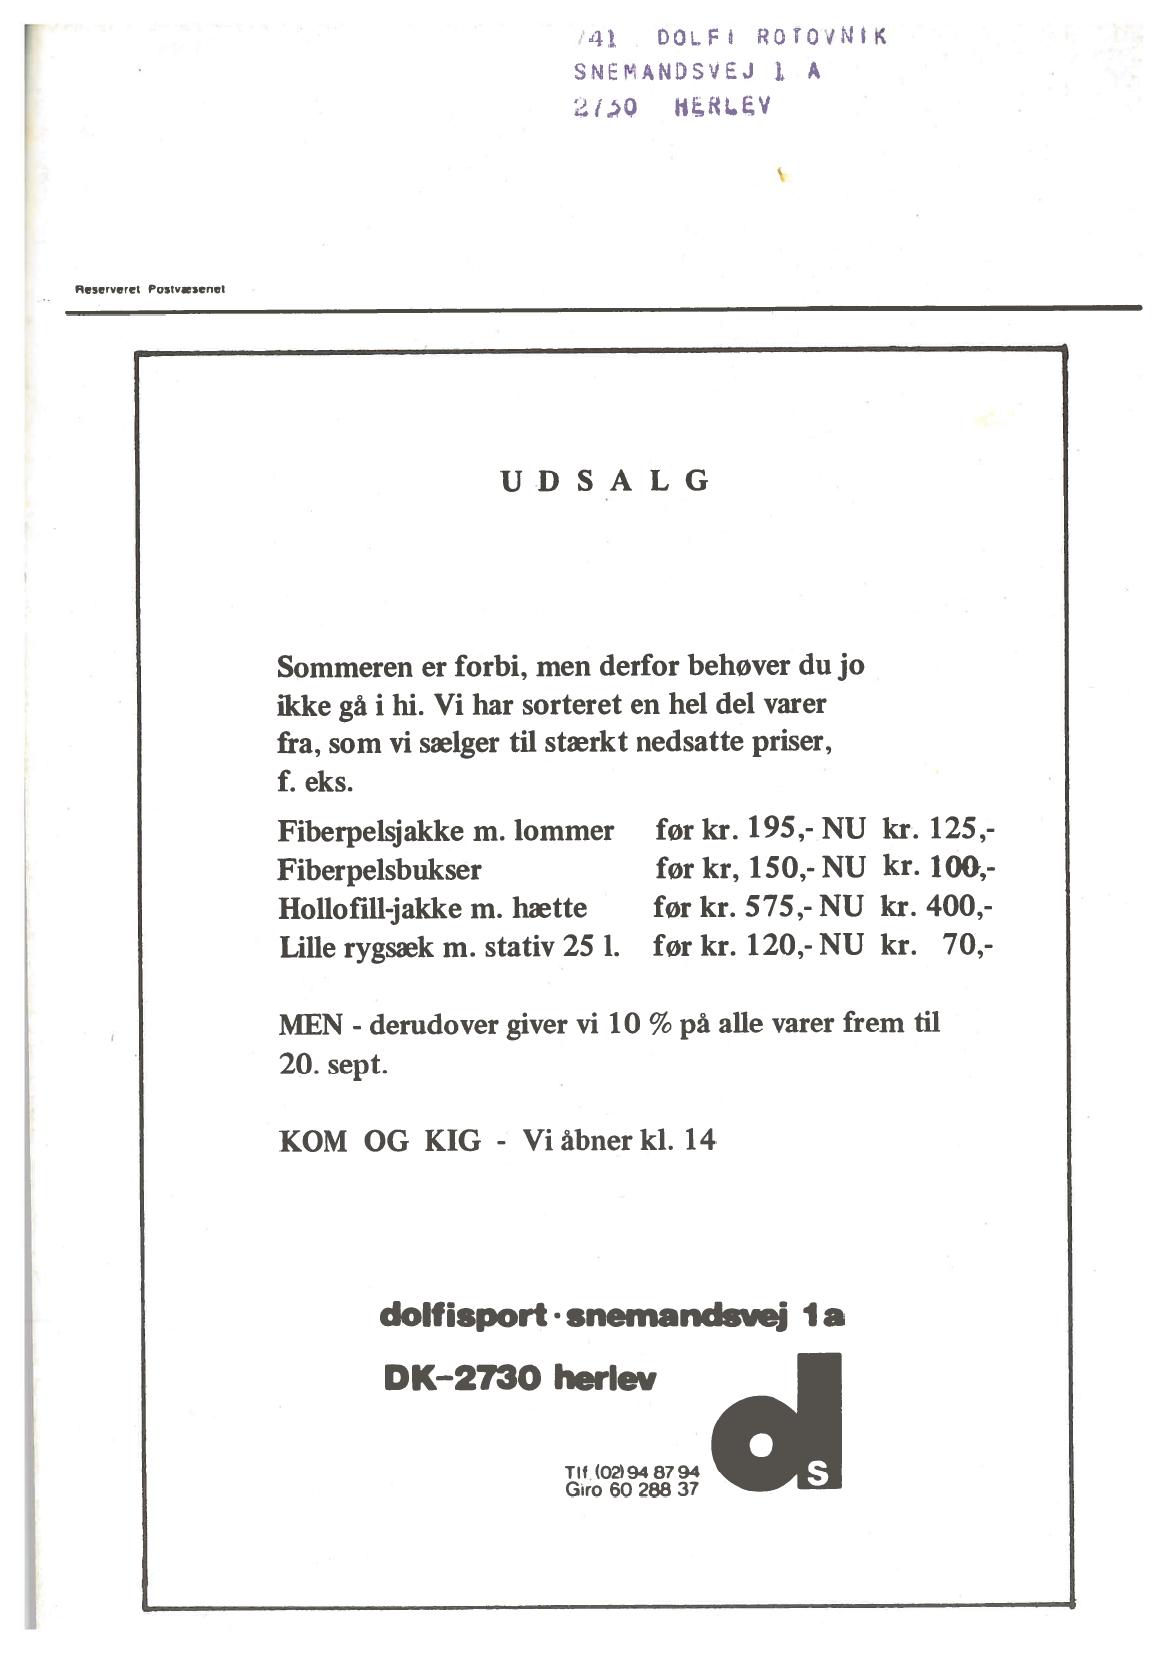 741 DOLFI ROTOVNIK
SNEMANDSVEJ 1 A
2730 HERLEV
Reserveret Postvæsenet
UDSALG
Sommeren er forbi, men derfor behøver du jo
ikke gå i hi. Vi har sorteret en hel del varer
fra, som vi sælger til stærkt nedsatte priser,
f. eks.
Fiberpelsjakke m. lommer før kr. 195,- NU kr. 125,-
Fiberpelsbukser før kr, 150,- NU kr. 100,-
Hollofill-jakke m. hætte før kr. 575,- NU kr. 400,-
Lille rygsæk m. stativ 25 l. før kr. 120,- NU kr. 70,-
MEN - derudover giver vi 10 % på alle varer frem til
20. sept.
KOM OG KIG - Vi åbner kl. 14
dolfisport · snemandsvej 1a
DK-2730 herlev
ds
Tlf. (02) 94 87 94
Giro 60 288 37